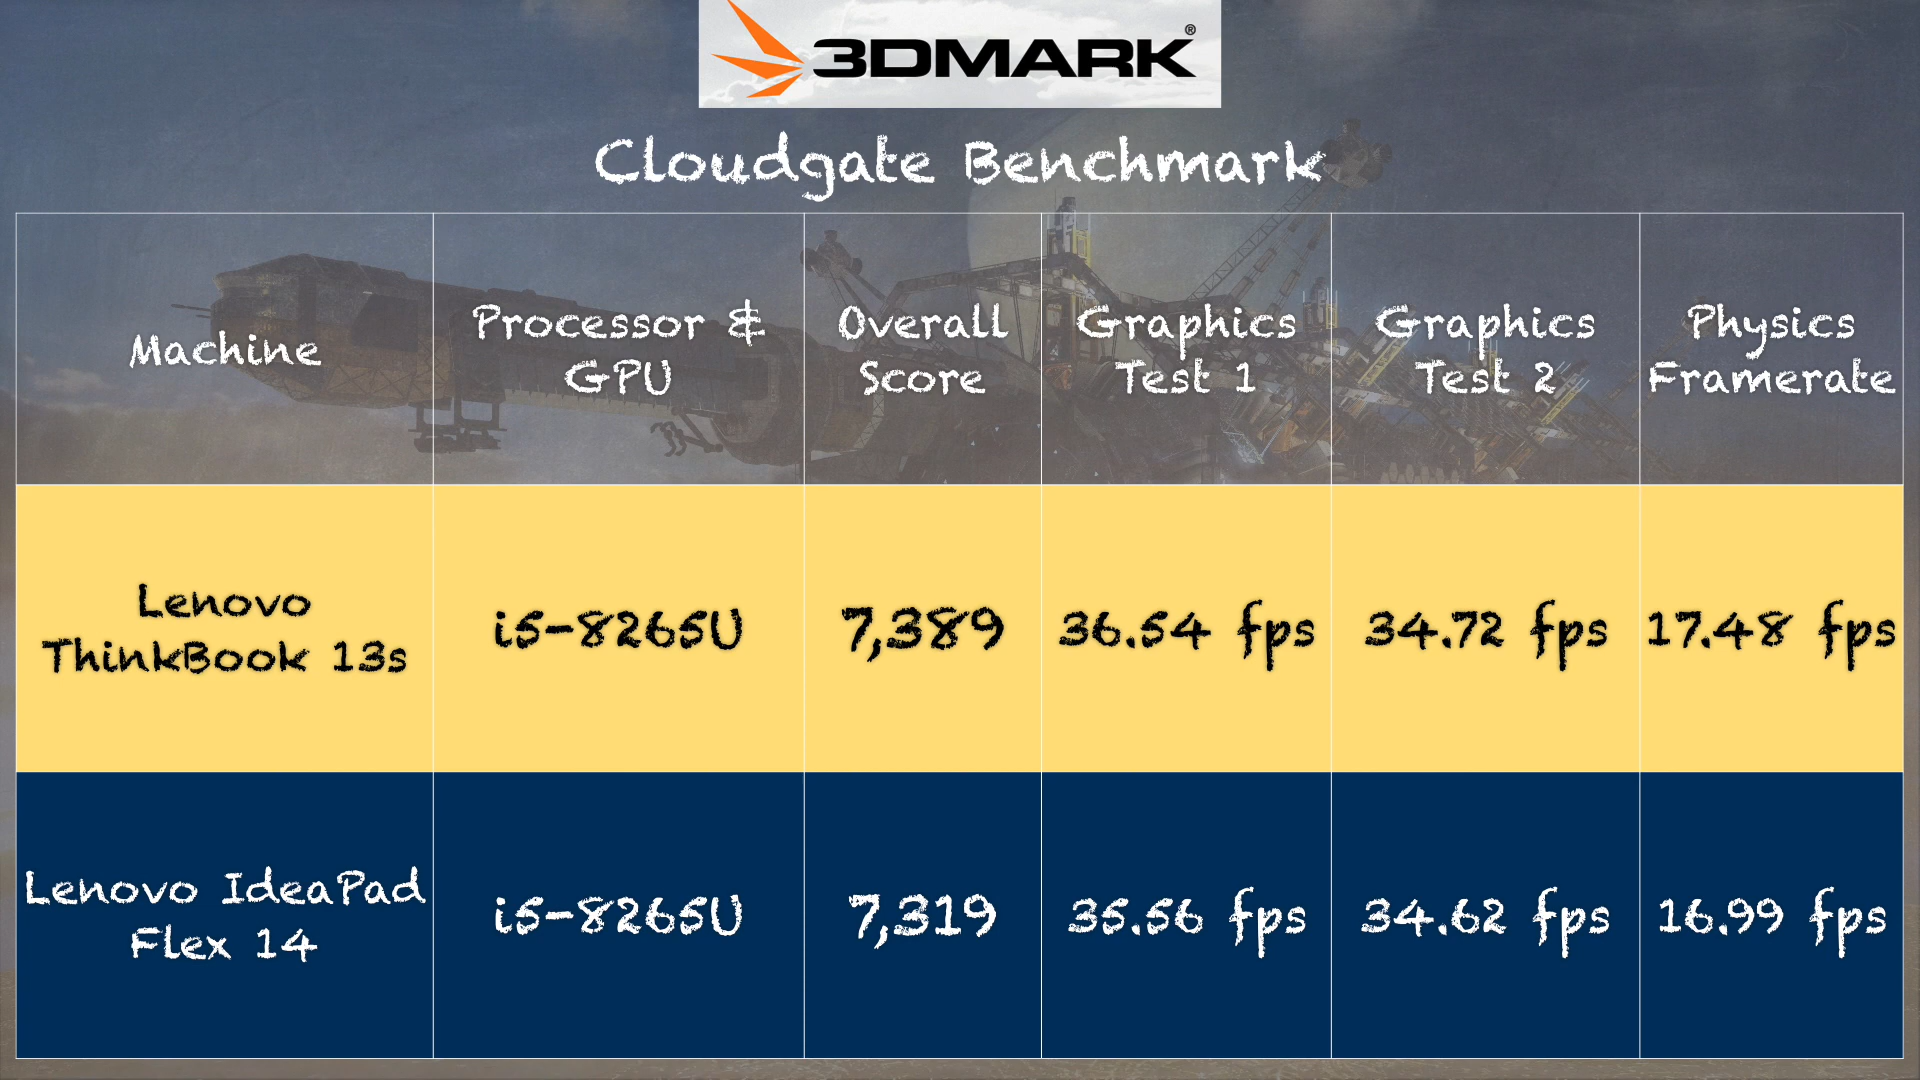 3DMARK®
Cloudgate Benchmark
Machine
Processor &
GPU
Overall
Score
Graphics
Test 1
Graphics
Test 2
Physics
Framerate
Lenovo
ThinkBook 13s
i5-8265U
7,389
36.54 fps
34.72 fps
17.48 fps
Lenovo IdeaPad
Flex 14
i5-8265U
7,319
35.56 fps
34.62 fps
16.99 fps